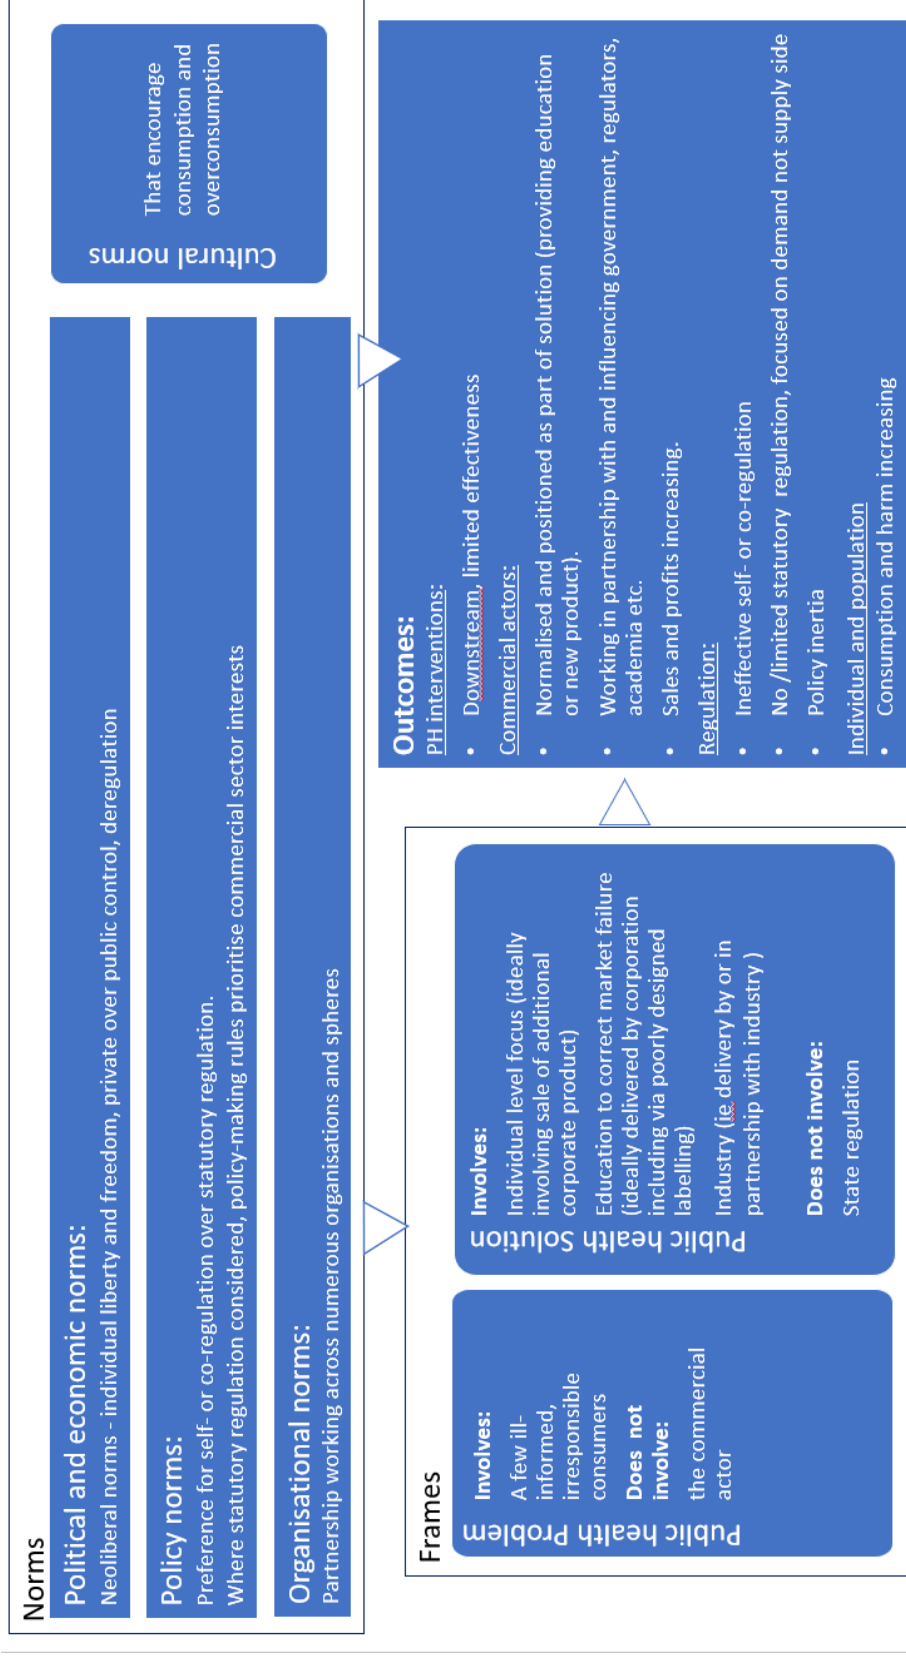 Norms
Political and economic norms:
Neoliberal norms - individual liberty and freedom, private over public control, deregulation
Policy norms:
Preference for self- or co-regulation over statutory regulation.
Where statutory regulation considered, policy-making rules prioritise commercial sector interests
Organisational norms:
Partnership working across numerous organisations and spheres
Cultural norms
That encourage
consumption and
overconsumption
Frames
Public health Problem
Involves:
A few ill-
informed,
irresponsible
consumers
Does not
involve:
the commercial
actor
Public health Solution
Involves:
Individual level focus (ideally
involving sale of additional
corporate product)
Education to correct market failure
(ideally delivered by corporation
including via poorly designed
labelling)
Industry (ie delivery by or in
partnership with industry )
Does not involve:
State regulation
Outcomes:
PH interventions:
• Downstream, limited effectiveness
Commercial actors:
• Normalised and positioned as part of solution (providing education
or new product).
• Working in partnership with and influencing government, regulators,
academia etc.
• Sales and profits increasing.
Regulation:
• Ineffective self- or co-regulation
• No /limited statutory regulation, focused on demand not supply side
• Policy inertia
Individual and population
• Consumption and harm increasing